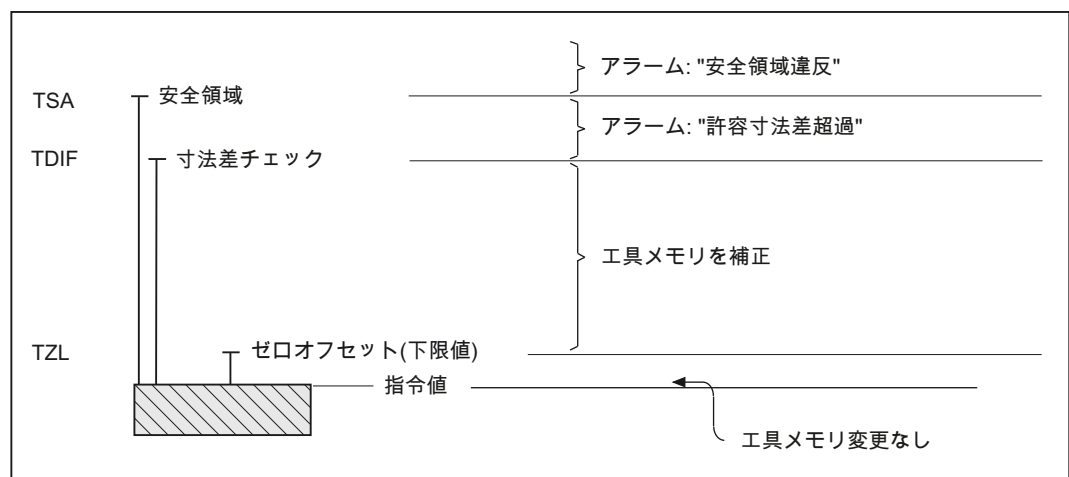 アラーム: "安全領域違反"
TSA
安全領域
アラーム: "許容寸法差超過"
TDIF
寸法差チェック
工具メモリを補正
TZL
ゼロオフセット(下限値)
指令値
工具メモリ変更なし